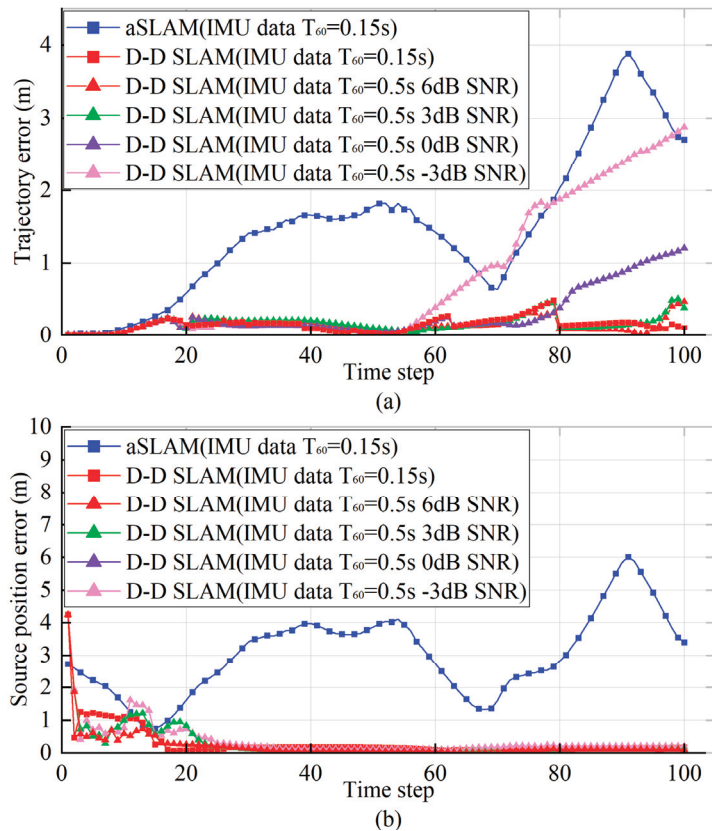 aSLAM(IMU data T₆₀=0.15s)
D-D SLAM(IMU data T₆₀=0.15s)
D-D SLAM(IMU data T₆₀=0.5s 6dB SNR)
D-D SLAM(IMU data T₆₀=0.5s 3dB SNR)
D-D SLAM(IMU data T₆₀=0.5s 0dB SNR)
D-D SLAM(IMU data T₆₀=0.5s -3dB SNR)
Trajectory error (m)
4
3
2
1
0
0 20 40 60 80 100
Time step
(a)
aSLAM(IMU data T₆₀=0.15s)
D-D SLAM(IMU data T₆₀=0.15s)
D-D SLAM(IMU data T₆₀=0.5s 6dB SNR)
D-D SLAM(IMU data T₆₀=0.5s 3dB SNR)
D-D SLAM(IMU data T₆₀=0.5s 0dB SNR)
D-D SLAM(IMU data T₆₀=0.5s -3dB SNR)
Source position error (m)
10
9
8
7
6
5
4
3
2
1
0
0 20 40 60 80 100
Time step
(b)